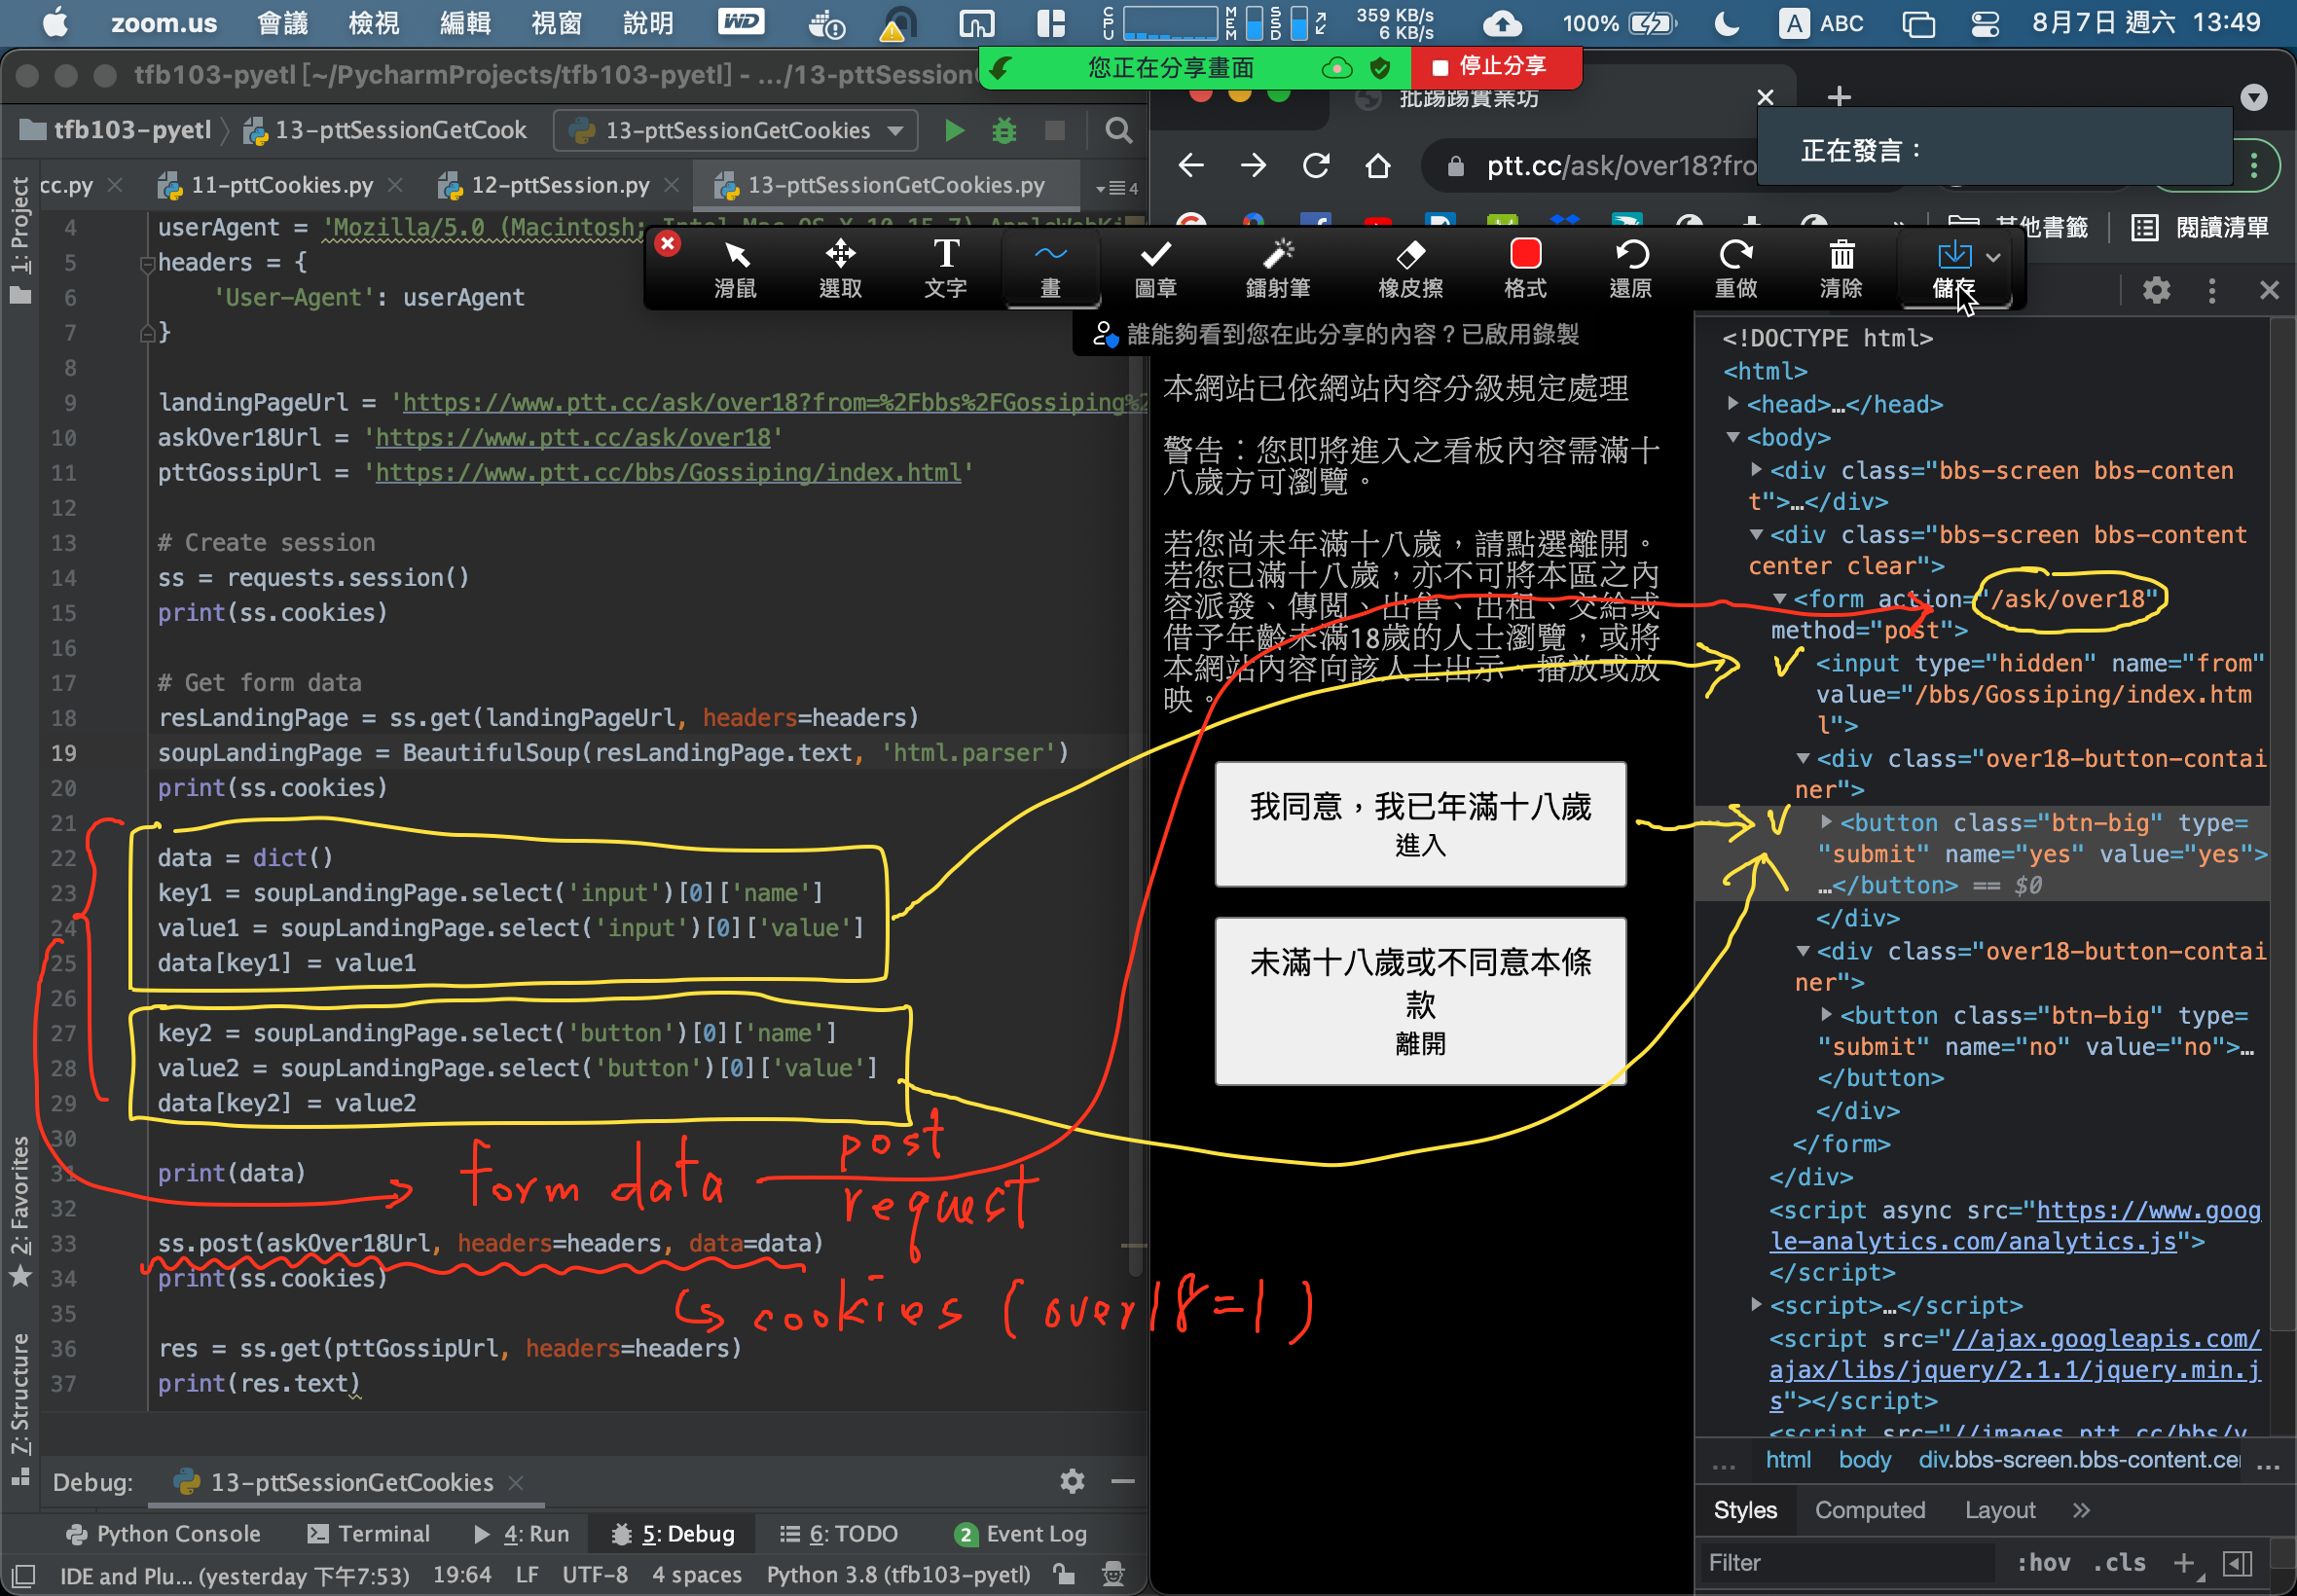 zoom.us 會議 檢視 編輯 視窗 說明 WD CPU MEM SSD 359 KB/s 6 KB/s 100% A ABC 8月7日 週六 13:49
您正在分享畫面 停止分享
tfb103-pyetl [~/PycharmProjects/tfb103-pyetl] - .../13-pttSession
批踢踢實業坊
正在發言：
tfb103-pyetl 13-pttSessionGetCook 13-pttSessionGetCookies
ptt.cc/ask/over18?fro
cc.py 11-pttCookies.py 12-pttSession.py 13-pttSessionGetCookies.py 4
其他書籤 閱讀清單
滑鼠 選取 文字 畫 圖章 鐳射筆 橡皮擦 格式 還原 重做 清除 儲存
誰能夠看到您在此分享的內容？已啟用錄製
1: Project
2: Favorites
7: Structure
4 userAgent = 'Mozilla/5.0 (Macintosh; Intel Mac OS X 10_15_7) AppleWebKi
5 headers = {
6 'User-Agent': userAgent
7 }
8
9 landingPageUrl = 'https://www.ptt.cc/ask/over18?from=%2Fbbs%2FGossiping%2
10 askOver18Url = 'https://www.ptt.cc/ask/over18'
11 pttGossipUrl = 'https://www.ptt.cc/bbs/Gossiping/index.html'
12
13 # Create session
14 ss = requests.session()
15 print(ss.cookies)
16
17 # Get form data
18 resLandingPage = ss.get(landingPageUrl, headers=headers)
19 soupLandingPage = BeautifulSoup(resLandingPage.text, 'html.parser')
20 print(ss.cookies)
21
22 data = dict()
23 key1 = soupLandingPage.select('input')[0]['name']
24 value1 = soupLandingPage.select('input')[0]['value']
25 data[key1] = value1
26
27 key2 = soupLandingPage.select('button')[0]['name']
28 value2 = soupLandingPage.select('button')[0]['value']
29 data[key2] = value2
30
31 print(data)
32
33 ss.post(askOver18Url, headers=headers, data=data)
34 print(ss.cookies)
35
36 res = ss.get(pttGossipUrl, headers=headers)
37 print(res.text)
form data
post
request
cookies (over18=1)
Debug: 13-pttSessionGetCookies
Python Console Terminal 4: Run 5: Debug 6: TODO 2 Event Log
IDE and Plu... (yesterday 下午7:53) 19:64 LF UTF-8 4 spaces Python 3.8 (tfb103-pyetl)
本網站已依網站內容分級規定處理
警告：您即將進入之看板內容需滿十
八歲方可瀏覽。
若您尚未年滿十八歲，請點選離開。
若您已滿十八歲，亦不可將本區之內
容派發、傳閱、出售、出租、交給或
借予年齡未滿18歲的人士瀏覽，或將
本網站內容向該人士出示、播放或放
映。
我同意，我已年滿十八歲
進入
未滿十八歲或不同意本條
款
離開
<!DOCTYPE html>
<html>
<head>…</head>
<body>
<div class="bbs-screen bbs-conten
t">…</div>
<div class="bbs-screen bbs-content
center clear">
<form action="/ask/over18"
method="post">
<input type="hidden" name="from"
value="/bbs/Gossiping/index.htm
l">
<div class="over18-button-contai
ner">
<button class="btn-big" type=
"submit" name="yes" value="yes">
…</button> == $0
</div>
<div class="over18-button-contai
ner">
<button class="btn-big" type=
"submit" name="no" value="no">…
</button>
</div>
</form>
</div>
<script async src="https://www.goog
le-analytics.com/analytics.js">
</script>
<script>…</script>
<script src="//ajax.googleapis.com/
ajax/libs/jquery/2.1.1/jquery.min.j
s"></script>
<script src="//images.ptt.cc/bbs/v
... html body div.bbs-screen.bbs-content.cer ...
Styles Computed Layout »
Filter :hov .cls +